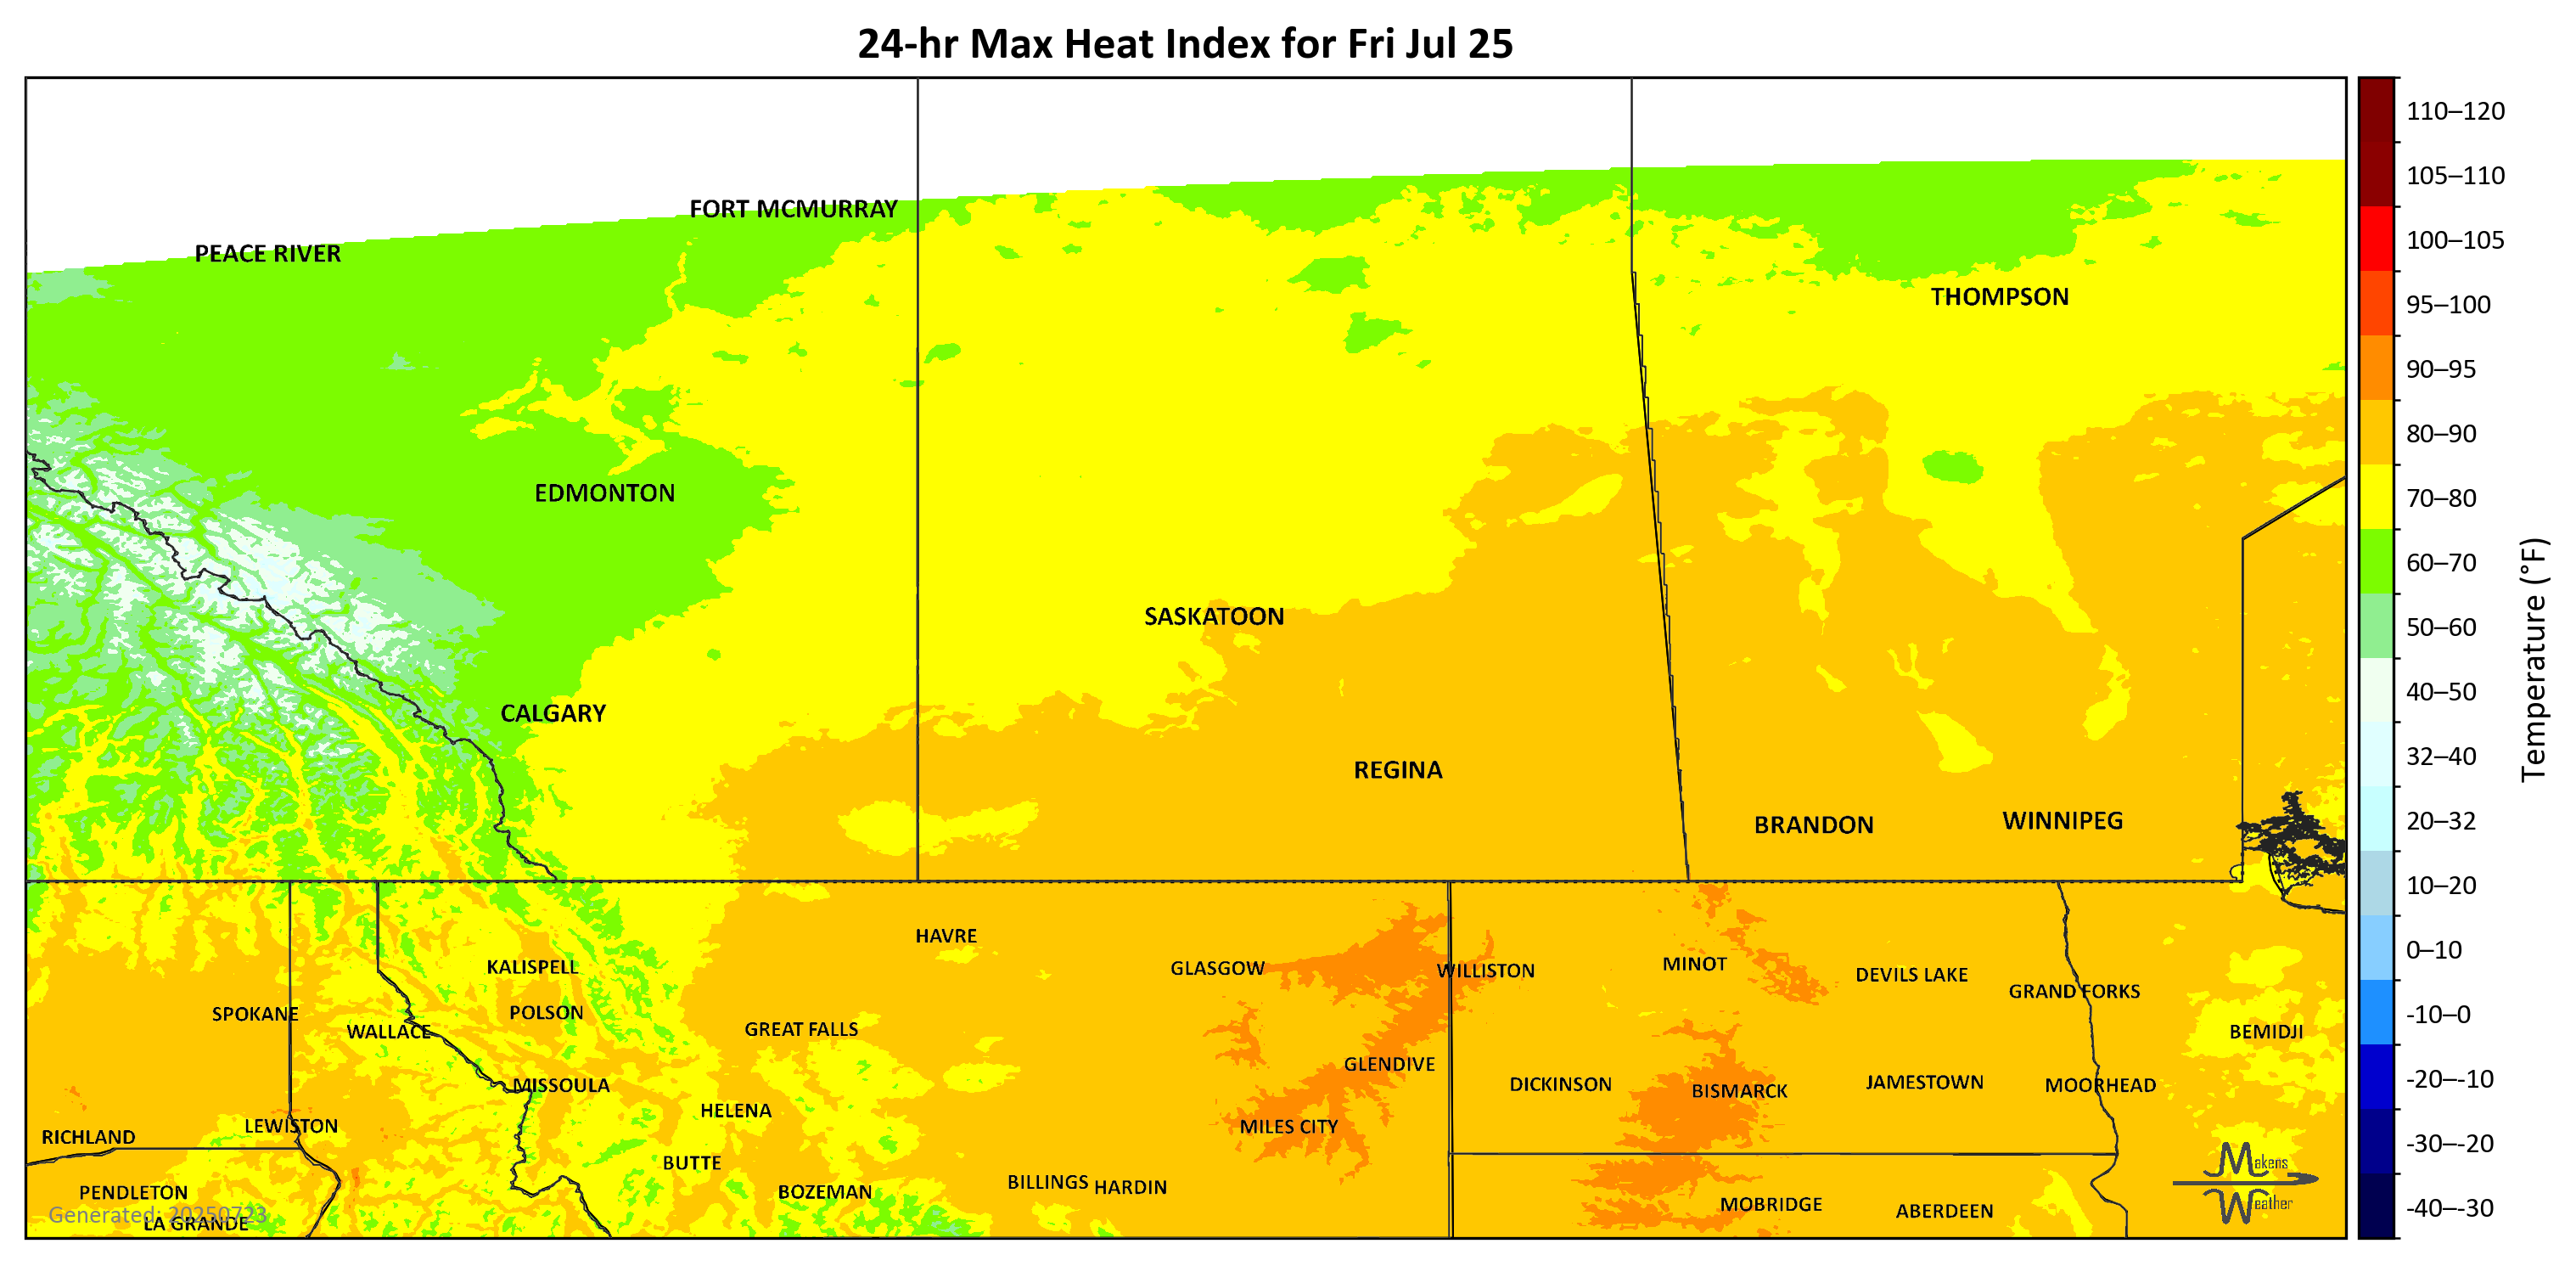 24-hr Max Heat Index for Fri Jul 25
110–120
105–110
100–105
95–100
90–95
80–90
70–80
60–70
50–60
40–50
32–40
20–32
10–20
0–10
-10–0
-20–-10
-30–-20
-40–-30
Temperature (°F)
FORT MCMURRAY
PEACE RIVER
THOMPSON
EDMONTON
SASKATOON
CALGARY
REGINA
BRANDON
WINNIPEG
HAVRE
KALISPELL
GLASGOW
WILLISTON
MINOT
DEVILS LAKE
GRAND FORKS
SPOKANE
POLSON
WALLACE
GREAT FALLS
BEMIDJI
GLENDIVE
MISSOULA
DICKINSON
BISMARCK
JAMESTOWN
MOORHEAD
HELENA
LEWISTON
MILES CITY
RICHLAND
BUTTE
BILLINGS
HARDIN
PENDLETON
BOZEMAN
MOBRIDGE
ABERDEEN
LA GRANDE
Generated: 20250723
Makens
Weather